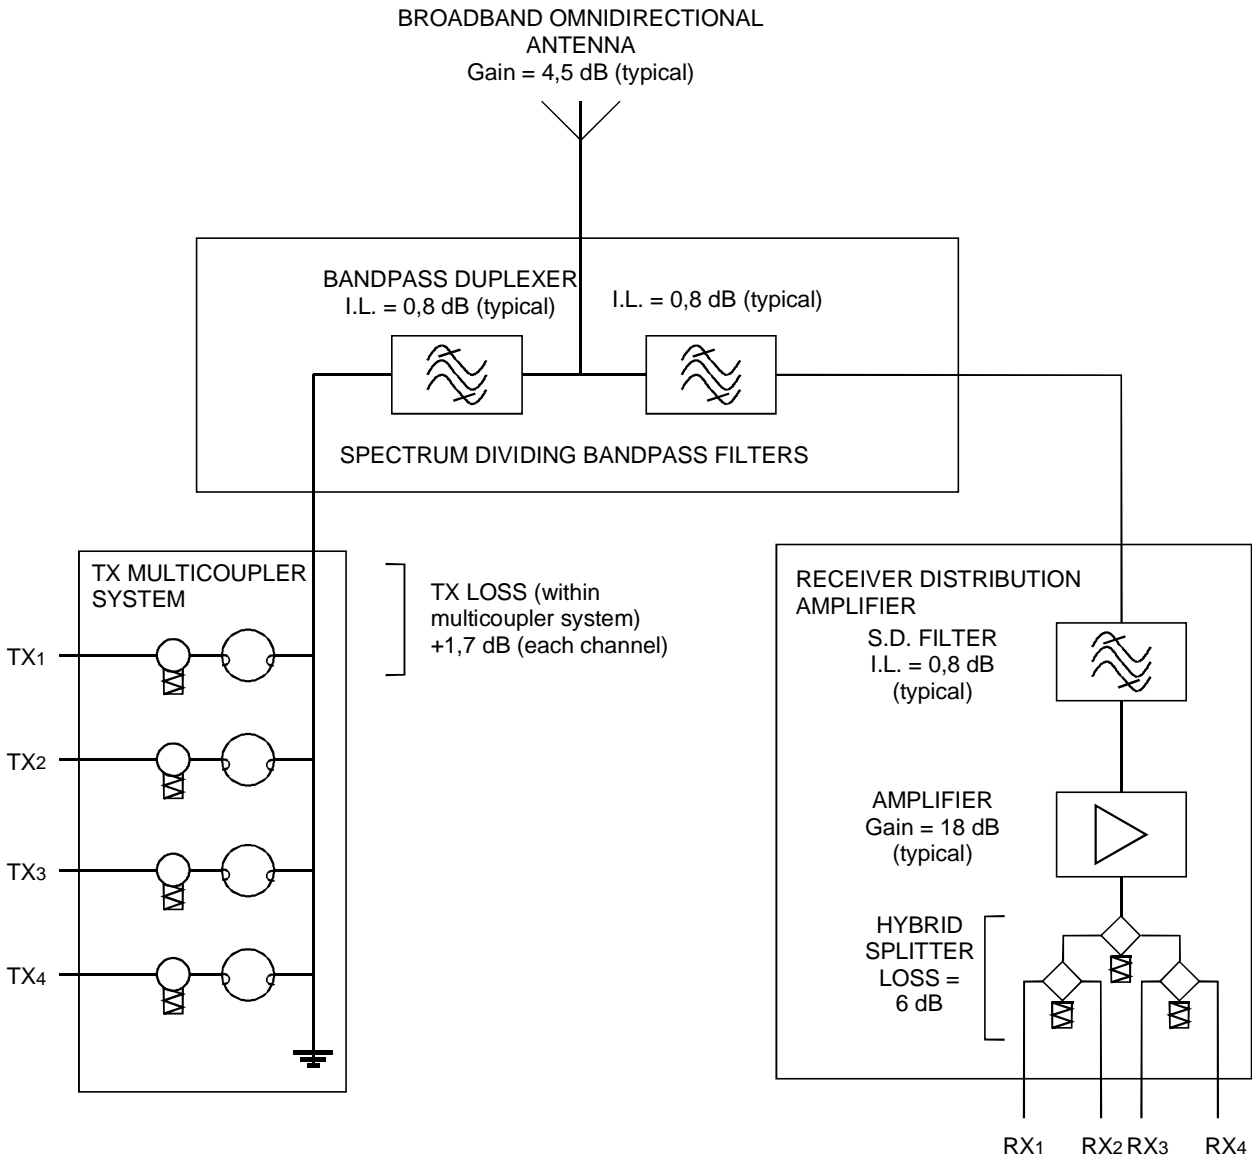 BROADBAND OMNIDIRECTIONAL
ANTENNA
Gain = 4,5 dB (typical)
BANDPASS DUPLEXER
I.L. = 0,8 dB (typical)
I.L. = 0,8 dB (typical)
SPECTRUM DIVIDING BANDPASS FILTERS
TX MULTICOUPLER
SYSTEM
TX LOSS (within
multicoupler system)
+1,7 dB (each channel)
TX1
TX2
TX3
TX4
RECEIVER DISTRIBUTION
AMPLIFIER
S.D. FILTER
I.L. = 0,8 dB
(typical)
AMPLIFIER
Gain = 18 dB
(typical)
HYBRID
SPLITTER
LOSS =
6 dB
RX1 RX2 RX3 RX4